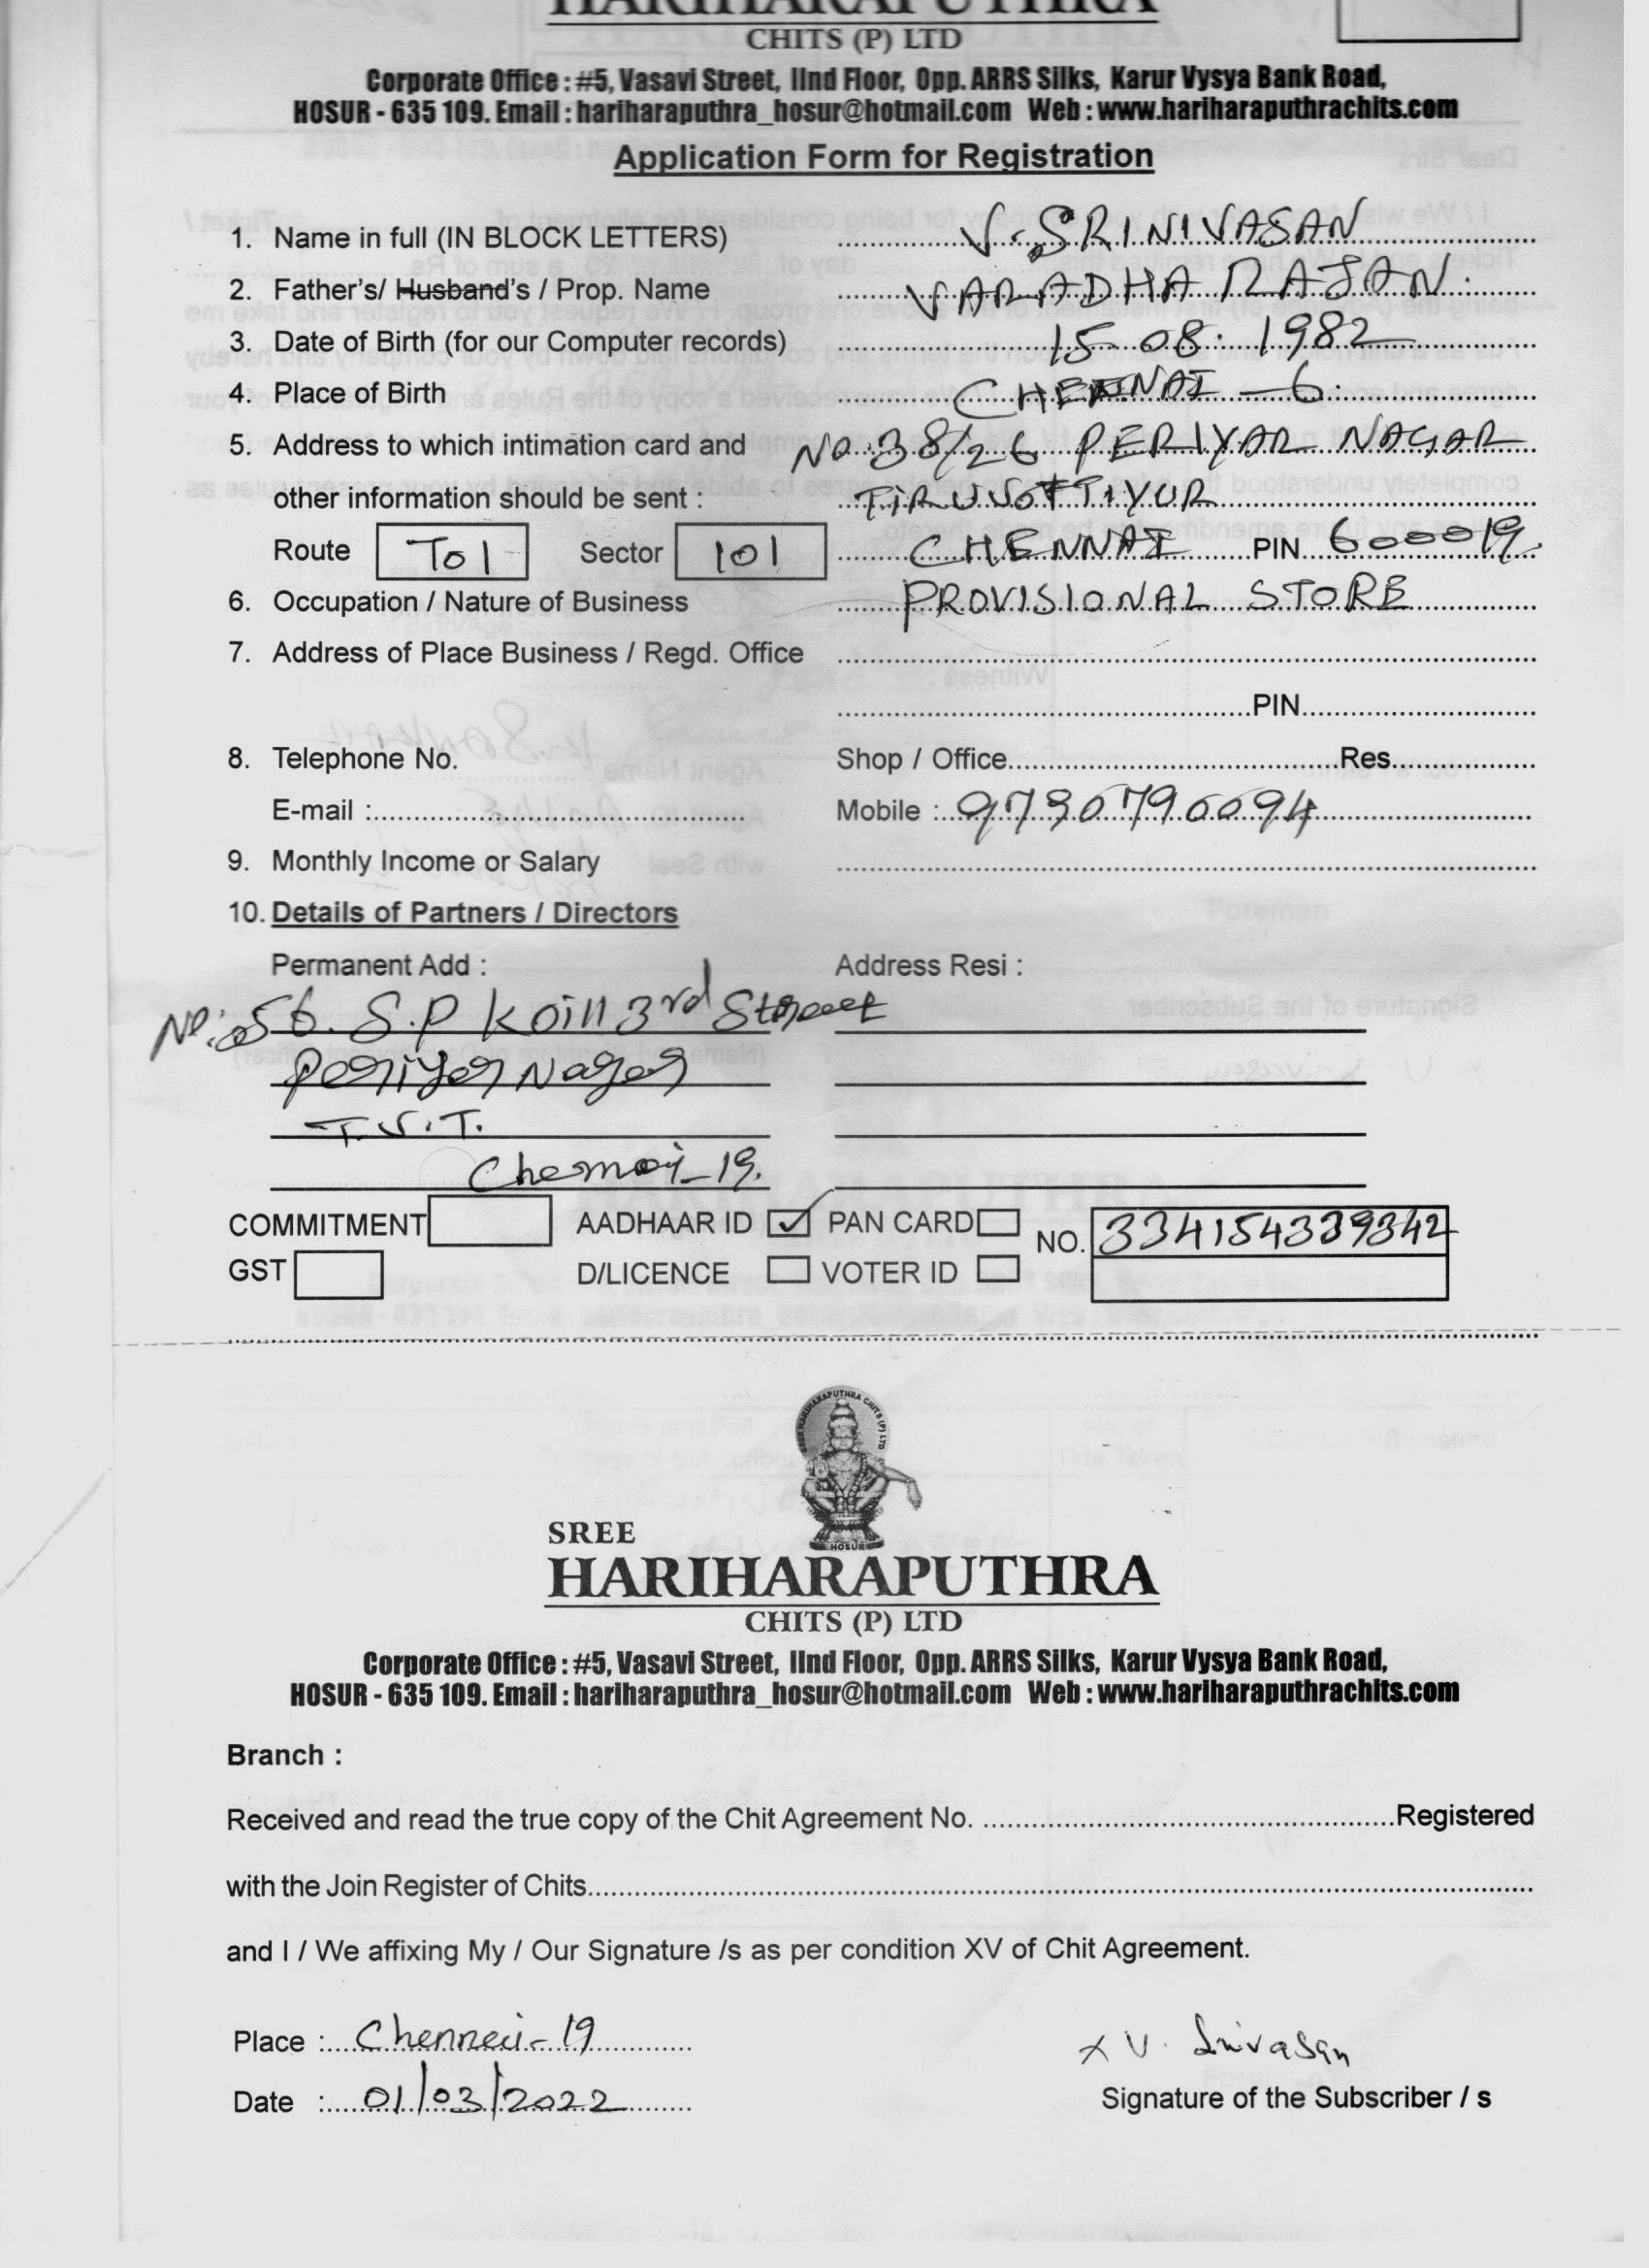 HARIHARAPUTHRA
CHITS (P) LTD
Corporate Office : #5, Vasavi Street, IInd Floor, Opp. ARRS Silks, Karur Vysya Bank Road,
HOSUR - 635 109. Email : hariharaputhra_hosur@hotmail.com Web : www.hariharaputhrachits.com
Application Form for Registration
1. Name in full (IN BLOCK LETTERS) V. SRINIVASAN
2. Father's/ Husband's / Prop. Name VARADHARAJAN.
3. Date of Birth (for our Computer records) 15-08-1982
4. Place of Birth CHENNAI - 6.
5. Address to which intimation card and No:38/26 PERIYAR NAGAR
other information should be sent : TIRUVOTTIYUR
Route T01 Sector 101 CHENNAI PIN 600019.
6. Occupation / Nature of Business PROVISIONAL STORE
7. Address of Place Business / Regd. Office
PIN
8. Telephone No. Shop / Office Res.
E-mail : Mobile :
9. Monthly Income or Salary
10. Details of Partners / Directors
Permanent Add : Address Resi :
56. S.P Koill 3rd Street
Periyar Nagar
T.V.T.
Chennai-19.
COMMITMENT AADHAAR ID ✓ PAN CARD NO. 334154339342
GST D/LICENCE VOTER ID
SREE HARIHARAPUTHRA CHITS (P) LTD
HOSUR
SREE
HARIHARAPUTHRA
CHITS (P) LTD
Corporate Office : #5, Vasavi Street, IInd Floor, Opp. ARRS Silks, Karur Vysya Bank Road,
HOSUR - 635 109. Email : hariharaputhra_hosur@hotmail.com Web : www.hariharaputhrachits.com
Branch :
Received and read the true copy of the Chit Agreement No. Registered
with the Join Register of Chits
and I / We affixing My / Our Signature /s as per condition XV of Chit Agreement.
Place : Chennai-19
x V. Srivasan
Date : 01/03/2022
Signature of the Subscriber / s